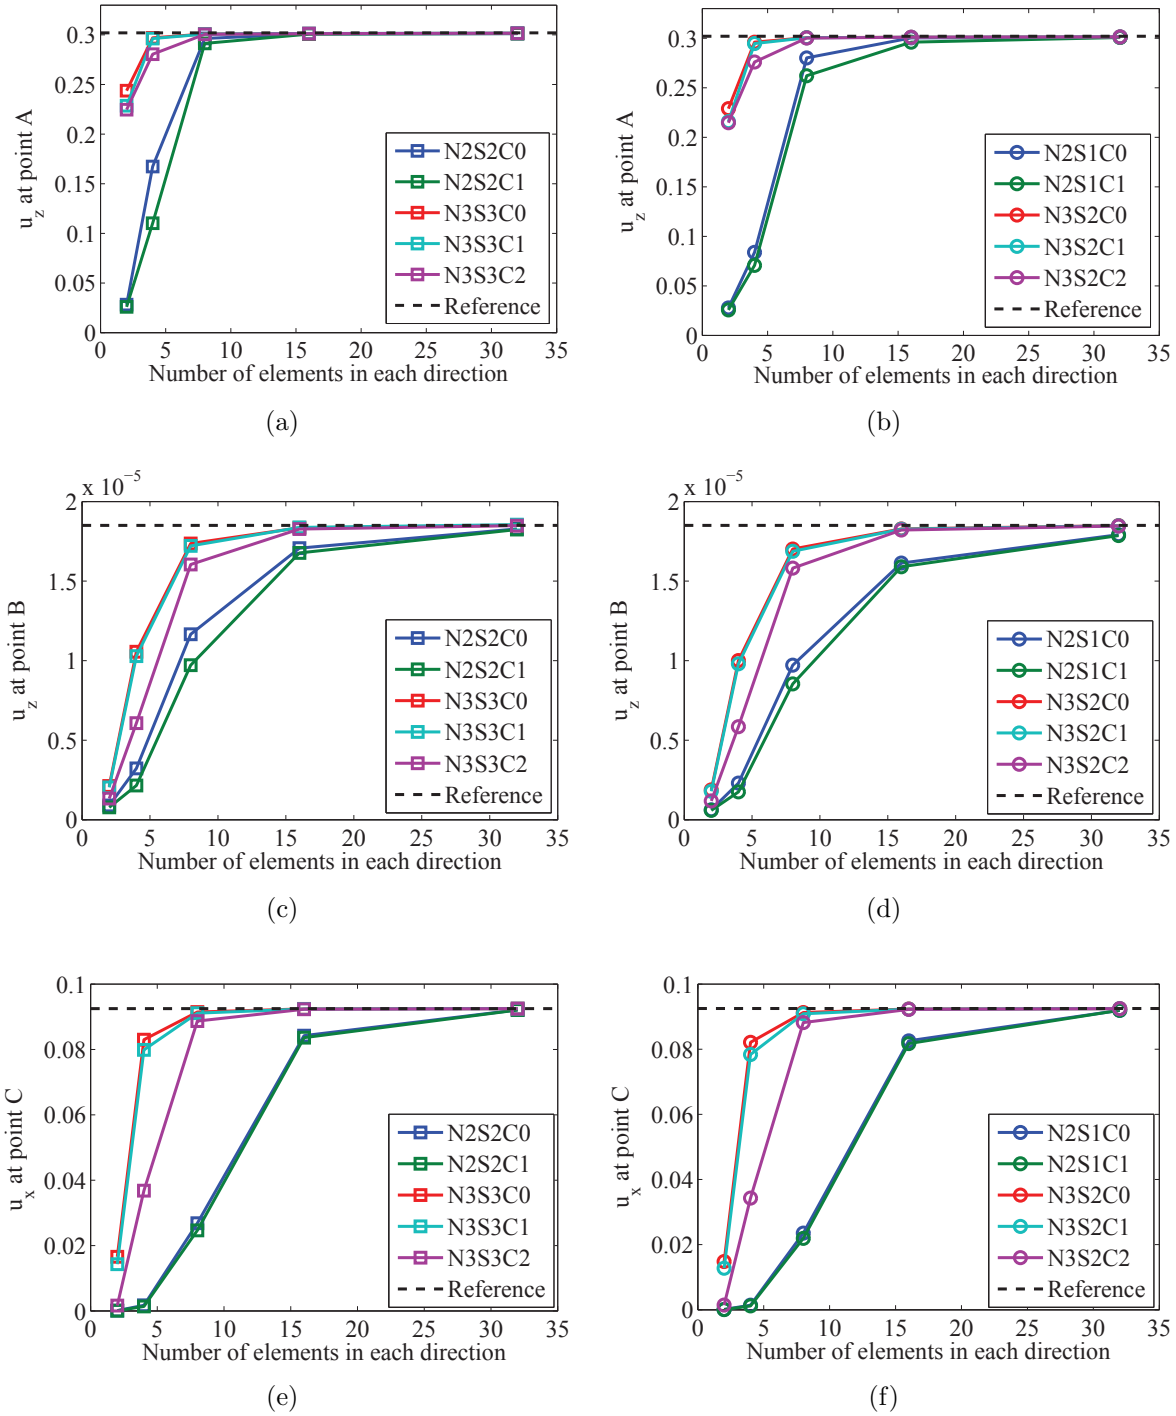 0.3
0.25
0.2
0.15
0.1
0.05
0
u_z at point A
N2S2C0
N2S2C1
N3S3C0
N3S3C1
N3S3C2
Reference
0 5 10 15 20 25 30 35
Number of elements in each direction
(a)
0.3
0.25
0.2
0.15
0.1
0.05
0
u_z at point A
N2S1C0
N2S1C1
N3S2C0
N3S2C1
N3S2C2
Reference
0 5 10 15 20 25 30 35
Number of elements in each direction
(b)
x 10⁻⁵
2
1.5
1
0.5
0
u_z at point B
N2S2C0
N2S2C1
N3S3C0
N3S3C1
N3S3C2
Reference
0 5 10 15 20 25 30 35
Number of elements in each direction
(c)
x 10⁻⁵
2
1.5
1
0.5
0
u_z at point B
N2S1C0
N2S1C1
N3S2C0
N3S2C1
N3S2C2
Reference
0 5 10 15 20 25 30 35
Number of elements in each direction
(d)
0.1
0.08
0.06
0.04
0.02
0
u_x at point C
N2S2C0
N2S2C1
N3S3C0
N3S3C1
N3S3C2
Reference
0 5 10 15 20 25 30 35
Number of elements in each direction
(e)
0.1
0.08
0.06
0.04
0.02
0
u_x at point C
N2S1C0
N2S1C1
N3S2C0
N3S2C1
N3S2C2
Reference
0 5 10 15 20 25 30 35
Number of elements in each direction
(f)